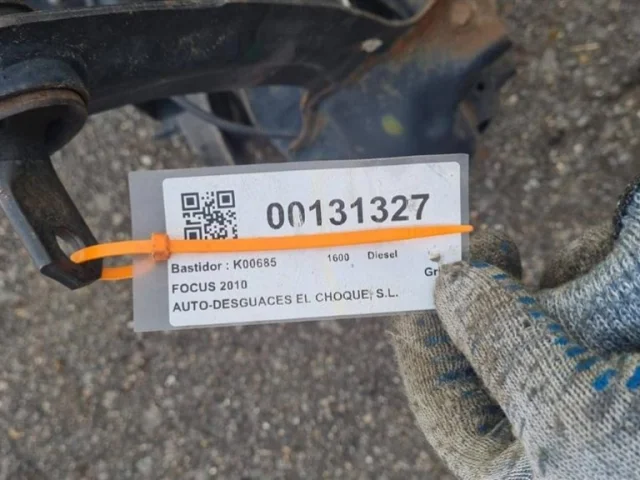 00131327
Bastidor : K00685 1600 Diesel
FOCUS 2010
AUTO-DESGUACES EL CHOQUE, S.L.